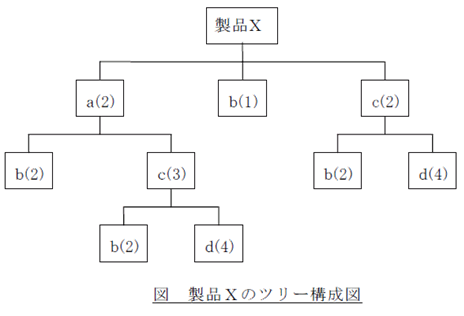 製品X
a(2)
b(1)
c(2)
b(2)
c(3)
b(2)
d(4)
b(2)
d(4)
図　製品Xのツリー構成図